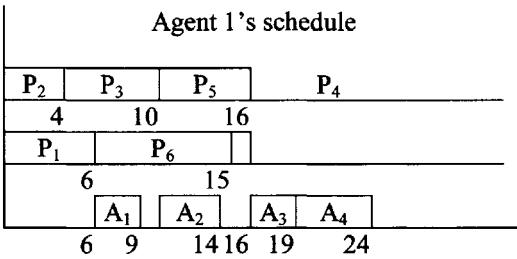 Agent 1's schedule
P₂ P₃ P₅ P₄
4 10 16
P₁ P₆
6 15
A₁ A₂ A₃ A₄
6 9 14 16 19 24